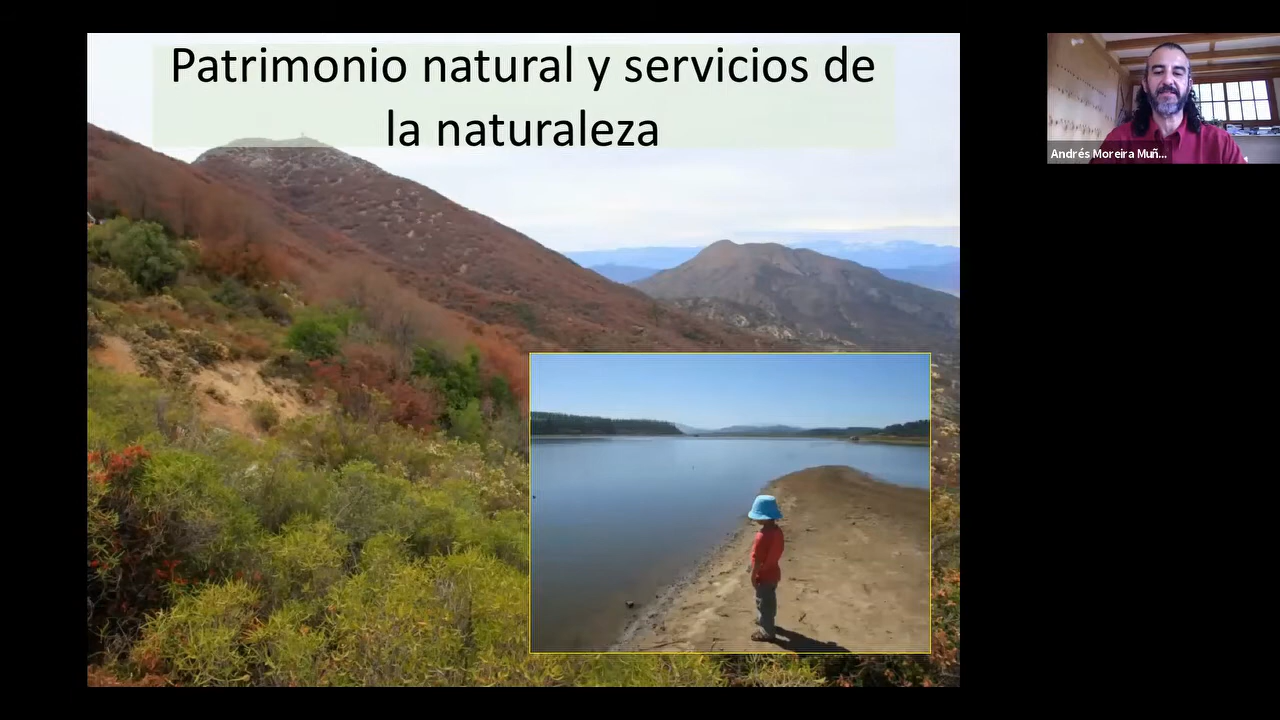 Patrimonio natural y servicios de
la naturaleza
Andrés Moreira Muñ...